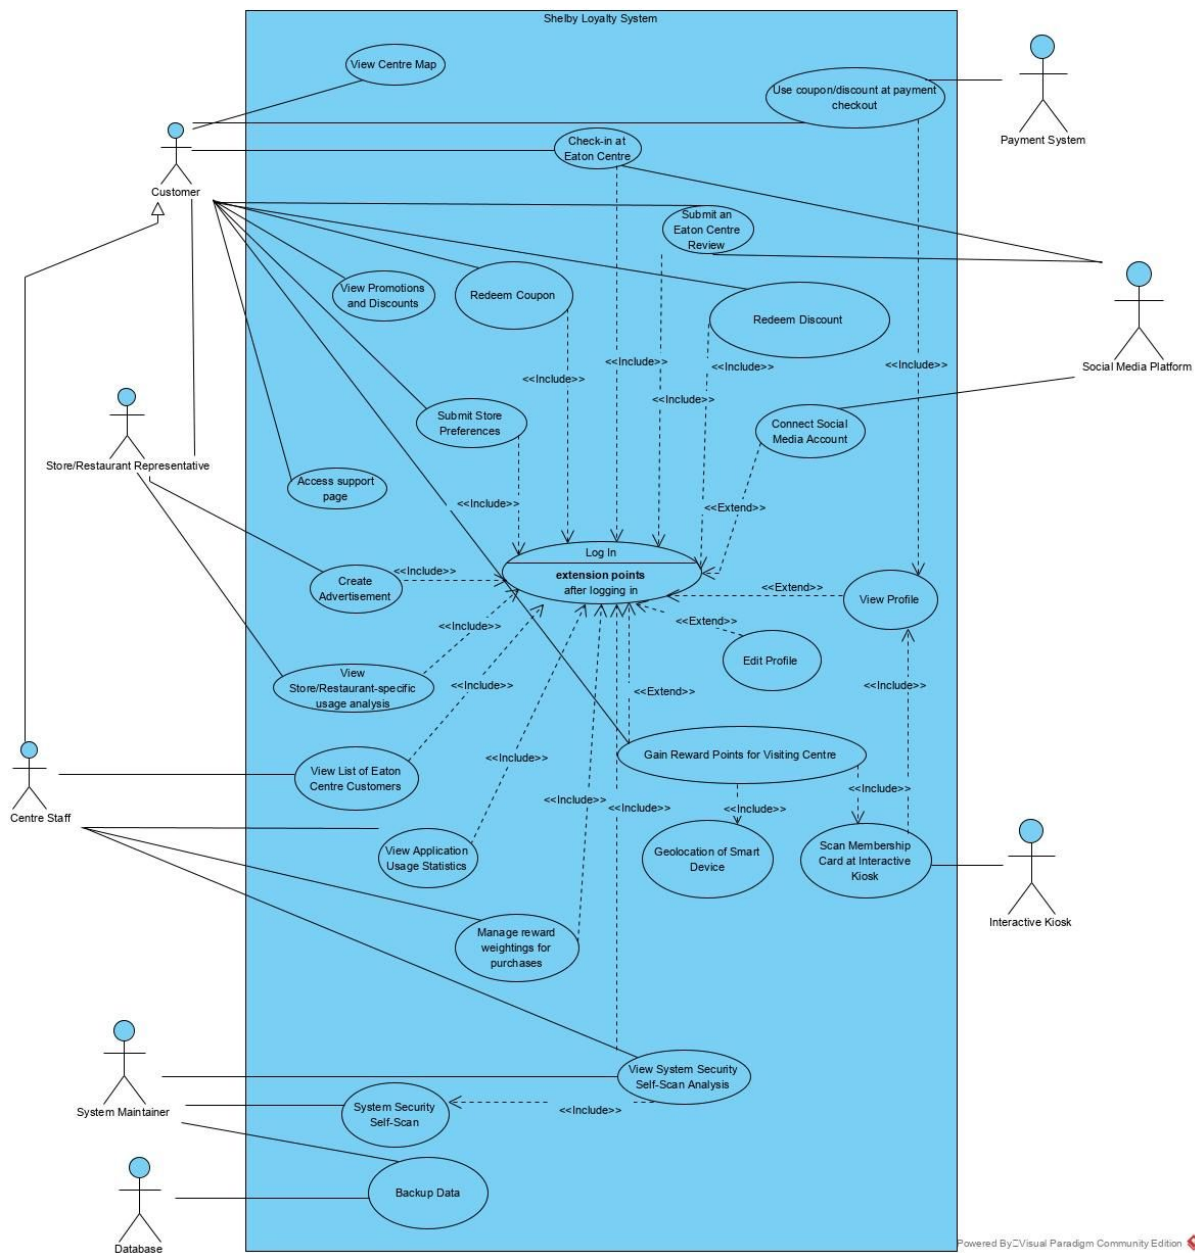 Shelby Loyalty System
View Centre Map
Use coupon/discount at payment
checkout
Payment System
Check-in at
Eaton Centre
Customer
Submit an
Eaton Centre
Review
View Promotions
and Discounts
Redeem Coupon
Redeem Discount
Social Media Platform
<<Include>>
<<Include>>
<<Include>>
<<Include>>
<<Include>>
Submit Store
Preferences
Connect Social
Media Account
Store/Restaurant Representative
Access support
page
<<Include>>
<<Extend>>
Log In
extension points
after logging in
<<Include>>
Create
Advertisement
<<Extend>>
View Profile
<<Include>>
<<Extend>>
Edit Profile
View
Store/Restaurant-specific
usage analysis
<<Include>>
<<Extend>>
<<Include>>
Gain Reward Points for Visiting Centre
<<Include>>
View List of Eaton
Centre Customers
<<Include>>
<<Include>>
<<Include>>
<<Include>>
Centre Staff
View Application
Usage Statistics
Geolocation of Smart
Device
Scan Membership
Card at Interactive
Kiosk
Interactive Kiosk
Manage reward
weightings for
purchases
View System Security
Self-Scan Analysis
System Maintainer
System Security
Self-Scan
<<Include>>
Backup Data
Database
Powered By Visual Paradigm Community Edition